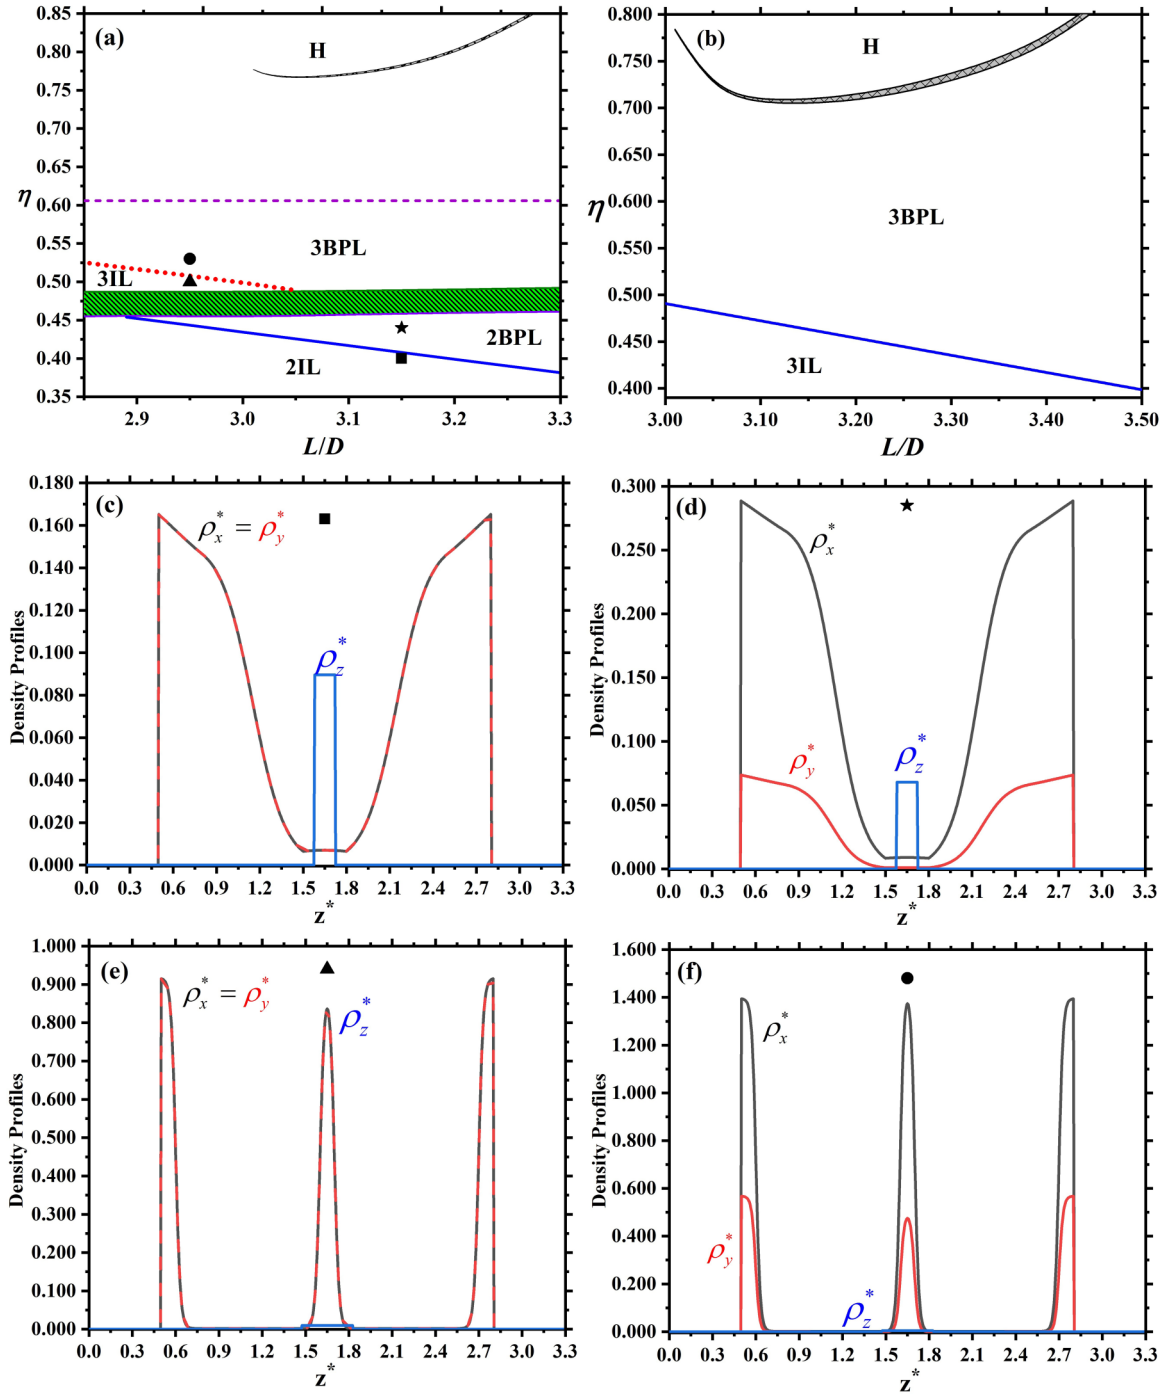 (a)
H
0.85
0.80
0.75
0.70
0.65
η
0.60
0.55
3BPL
0.50
3IL
0.45
2BPL
0.40
2IL
0.35
2.9 3.0 3.1 3.2 3.3
L/D
(b)
H
0.800
0.750
0.700
0.650
0.600
η
3BPL
0.550
0.500
0.450
3IL
0.400
3.00 3.10 3.20 3.30 3.40 3.50
L/D
(c)
0.180
0.160
ρx* = ρy*
0.140
0.120
0.100
ρz*
0.080
0.060
0.040
0.020
0.000
Density Profiles
0.0 0.3 0.6 0.9 1.2 1.5 1.8 2.1 2.4 2.7 3.0 3.3
z*
(d)
0.300
ρx*
0.250
0.200
0.150
0.100
ρy*
ρz*
0.050
0.000
Density Profiles
0.0 0.3 0.6 0.9 1.2 1.5 1.8 2.1 2.4 2.7 3.0 3.3
z*
(e)
1.000
0.900
ρx* = ρy*
ρz*
0.800
0.700
0.600
0.500
0.400
0.300
0.200
0.100
0.000
Density Profiles
0.0 0.3 0.6 0.9 1.2 1.5 1.8 2.1 2.4 2.7 3.0 3.3
z*
(f)
1.600
1.400
ρx*
1.200
1.000
0.800
0.600
0.400
ρy*
0.200
ρz*
0.000
Density Profiles
0.0 0.3 0.6 0.9 1.2 1.5 1.8 2.1 2.4 2.7 3.0 3.3
z*